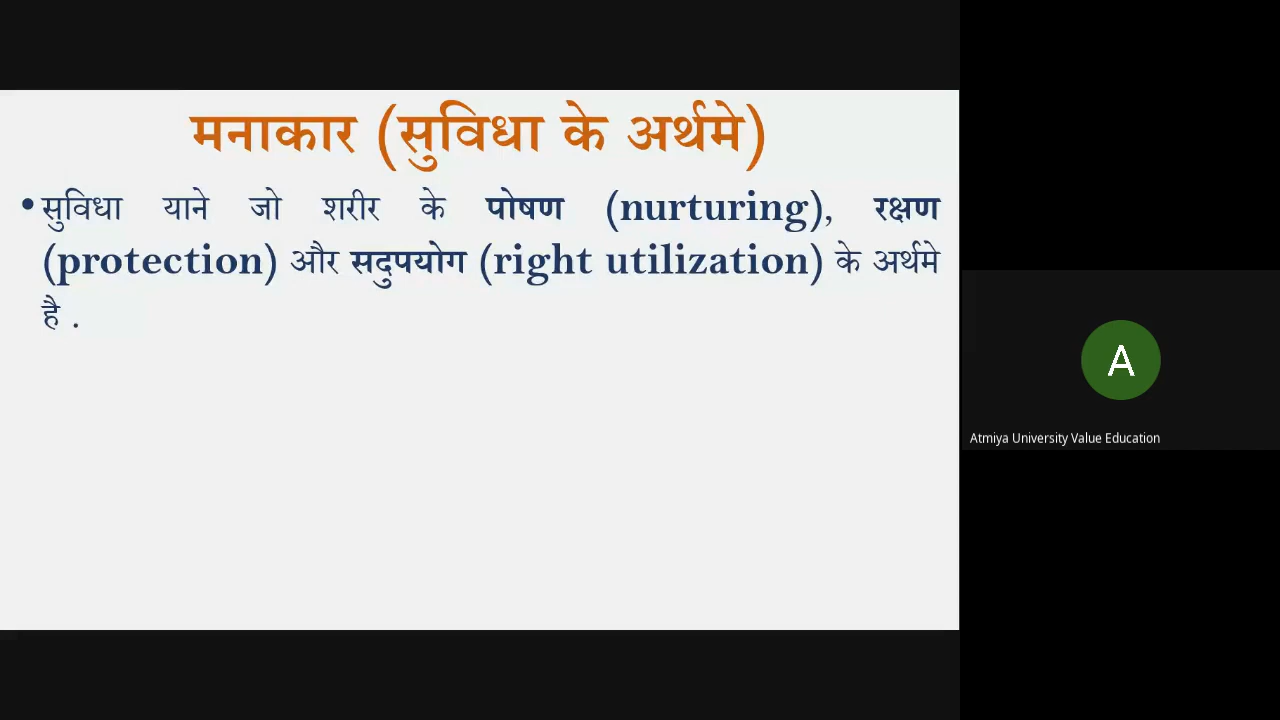 मनाकार (सुविधा के अर्थमे)
• सुविधा याने जो शरीर के पोषण (nurturing), रक्षण
(protection) और सदुपयोग (right utilization) के अर्थमे
है .
A
Atmiya University Value Education